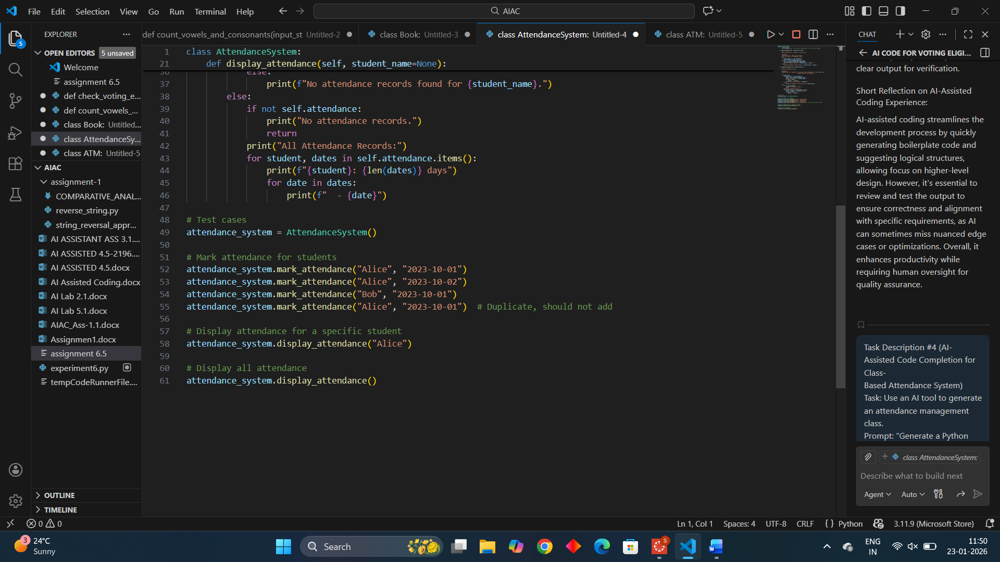 File Edit Selection View Go Run Terminal Help
AIAC
EXPLORER
OPEN EDITORS 5 unsaved
Welcome
assignment 6.5
def check_voting_e...
def count_vowels_...
class Book: Untitled...
class AttendanceSy...
class ATM: Untitled-5
AIAC
assignment-1
COMPARATIVE_ANAL...
reverse_string.py
string_reversal_appr...
AI ASSISTANT ASS 3.1....
AI ASSISTED 4.5-2196....
AI ASSISTED 4.5.docx
AI Assisted Coding.docx
AI Lab 2.1.docx
AI Lab 5.1.docx
AIAC_Ass-1.1.docx
Assignmen1.docx
assignment 6.5
experiment6.py
tempCodeRunnerFile....
OUTLINE
TIMELINE
5
def count_vowels_and_consonants(input_st Untitled-2
class Book: Untitled-3
class AttendanceSystem: Untitled-4
class ATM: Untitled-5
1 class AttendanceSystem:
21 def display_attendance(self, student_name=None):
36 else:
37 print(f"No attendance records found for {student_name}.")
38 else:
39 if not self.attendance:
40 print("No attendance records.")
41 return
42 print("All Attendance Records:")
43 for student, dates in self.attendance.items():
44 print(f"{student}: {len(dates)} days")
45 for date in dates:
46 print(f"  - {date}")
47
48 # Test cases
49 attendance_system = AttendanceSystem()
50
51 # Mark attendance for students
52 attendance_system.mark_attendance("Alice", "2023-10-01")
53 attendance_system.mark_attendance("Alice", "2023-10-02")
54 attendance_system.mark_attendance("Bob", "2023-10-01")
55 attendance_system.mark_attendance("Alice", "2023-10-01")  # Duplicate, should not add
56
57 # Display attendance for a specific student
58 attendance_system.display_attendance("Alice")
59
60 # Display all attendance
61 attendance_system.display_attendance()
CHAT
AI CODE FOR VOTING ELIGI...
clear output for verification.
Short Reflection on AI-Assisted
Coding Experience:
AI-assisted coding streamlines the
development process by quickly
generating boilerplate code and
suggesting logical structures,
allowing focus on higher-level
design. However, it's essential to
review and test the output to
ensure correctness and alignment
with specific requirements, as AI
can sometimes miss nuanced edge
cases or optimizations. Overall, it
enhances productivity while
requiring human oversight for
quality assurance.
Task Description #4 (AI-
Assisted Code Completion for
Class-
Based Attendance System)
Task: Use an AI tool to generate
an attendance management
class.
Prompt: “Generate a Python
class AttendanceSystem:
Describe what to build next
Agent Auto
0 0
Ln 1, Col 1 Spaces: 4 UTF-8 CRLF { } Python 3.11.9 (Microsoft Store)
3 24°C
Sunny
Search
S
ENG
IN
11:50
23-01-2026